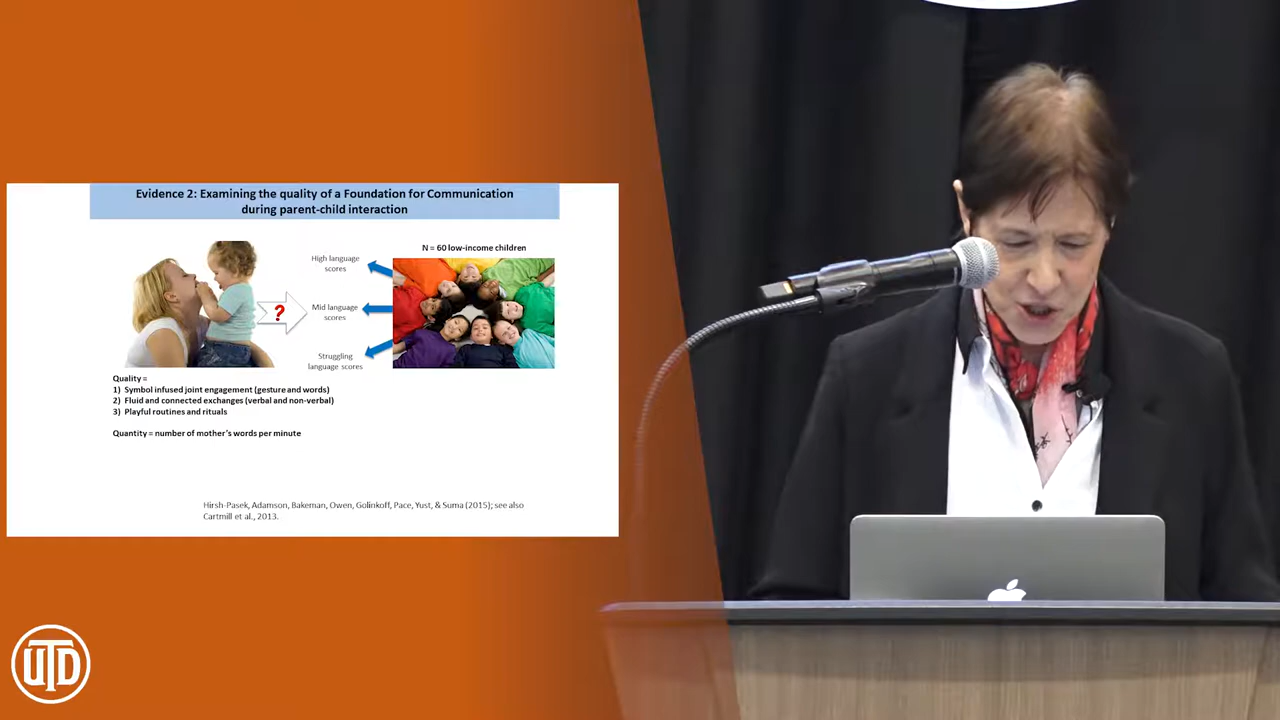 Evidence 2: Examining the quality of a Foundation for Communication
during parent-child interaction
N = 60 low-income children
High language
scores
?
Mid language
scores
Struggling
language scores
Quality =
1) Symbol infused joint engagement (gesture and words)
2) Fluid and connected exchanges (verbal and non-verbal)
3) Playful routines and rituals
Quantity = number of mother's words per minute
Hirsh-Pasek, Adamson, Bakeman, Owen, Golinkoff, Pace, Yust, & Suma (2015); see also
Cartmill et al., 2013.
UTD